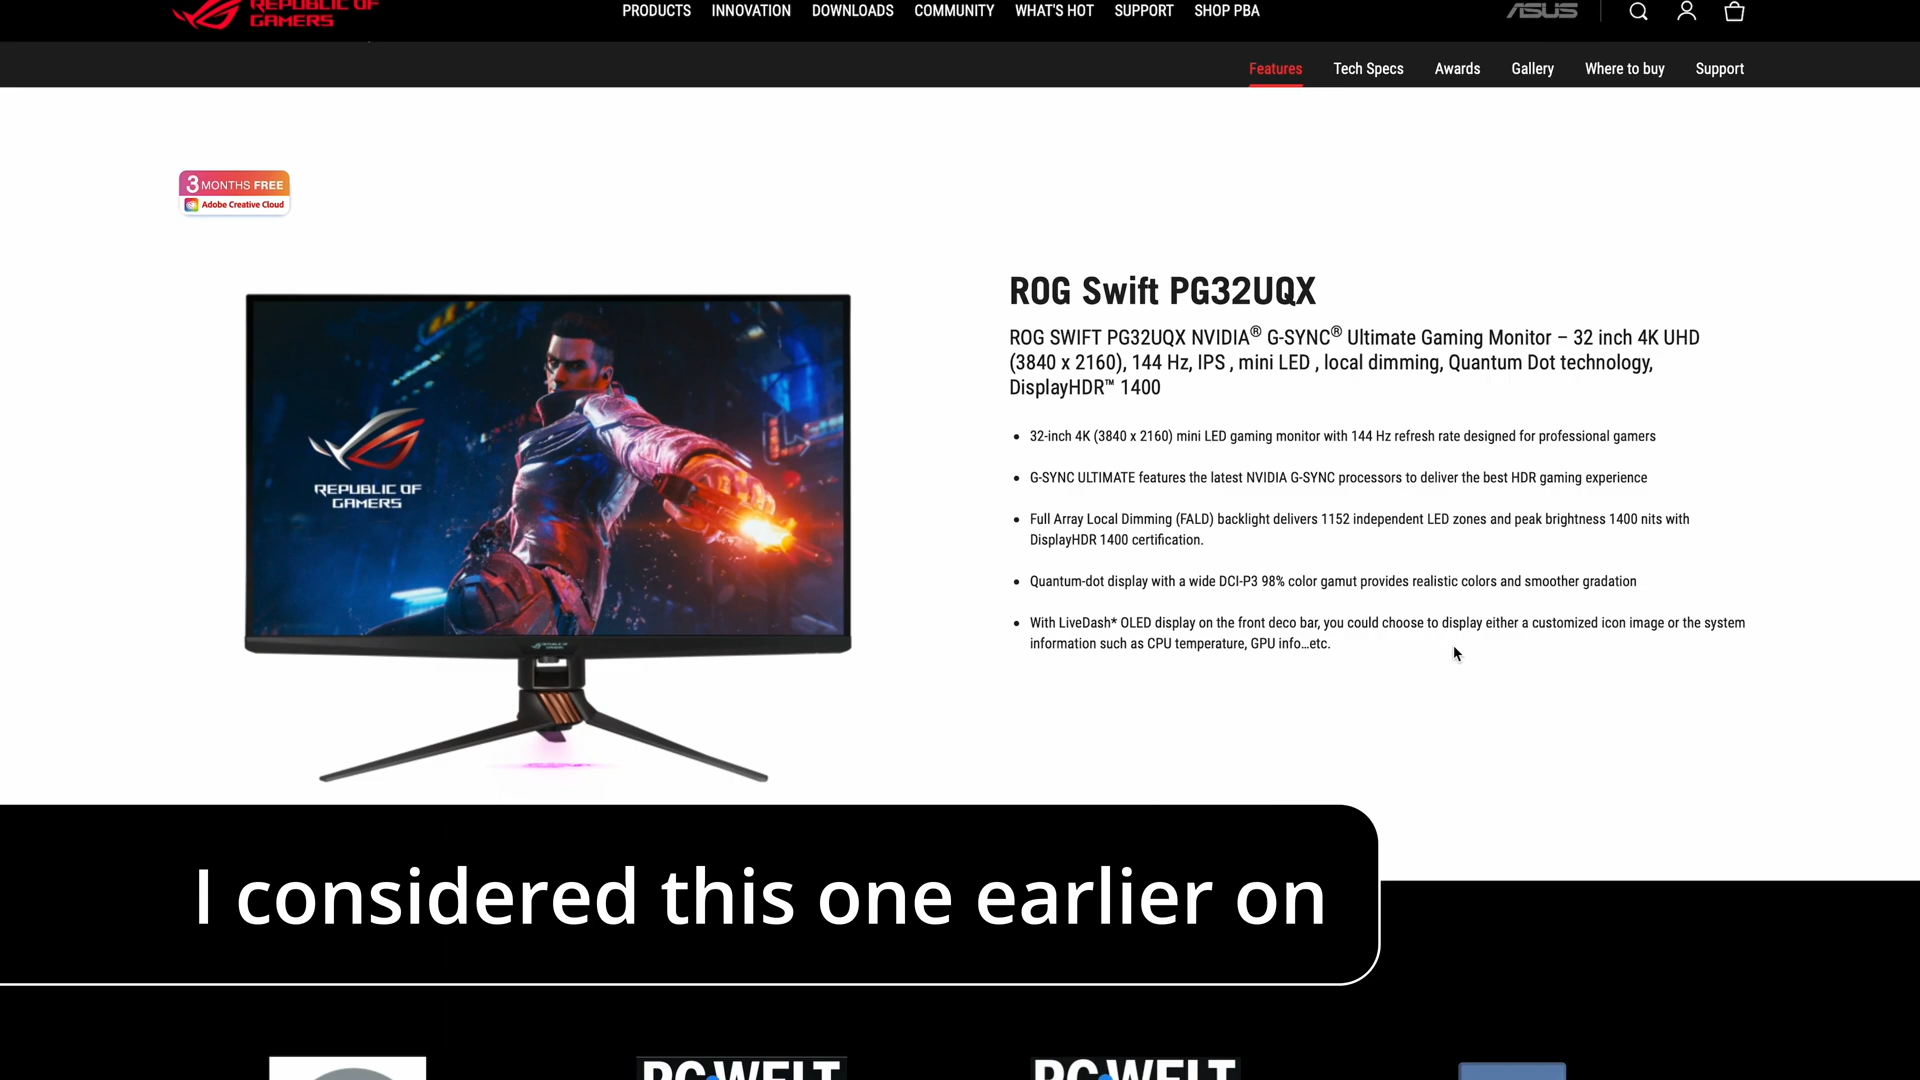 REPUBLIC OF
GAMERS
PRODUCTS INNOVATION DOWNLOADS COMMUNITY WHAT'S HOT SUPPORT SHOP PBA
ASUS
Features Tech Specs Awards Gallery Where to buy Support
3 MONTHS FREE
Adobe Creative Cloud
REPUBLIC OF
GAMERS
ROG Swift PG32UQX
ROG SWIFT PG32UQX NVIDIA® G-SYNC® Ultimate Gaming Monitor – 32 inch 4K UHD
(3840 x 2160), 144 Hz, IPS , mini LED , local dimming, Quantum Dot technology,
DisplayHDR™ 1400
• 32-inch 4K (3840 x 2160) mini LED gaming monitor with 144 Hz refresh rate designed for professional gamers
• G-SYNC ULTIMATE features the latest NVIDIA G-SYNC processors to deliver the best HDR gaming experience
• Full Array Local Dimming (FALD) backlight delivers 1152 independent LED zones and peak brightness 1400 nits with
DisplayHDR 1400 certification.
• Quantum-dot display with a wide DCI-P3 98% color gamut provides realistic colors and smoother gradation
• With LiveDash* OLED display on the front deco bar, you could choose to display either a customized icon image or the system
information such as CPU temperature, GPU info…etc.
I considered this one earlier on
PC WELT PC WELT